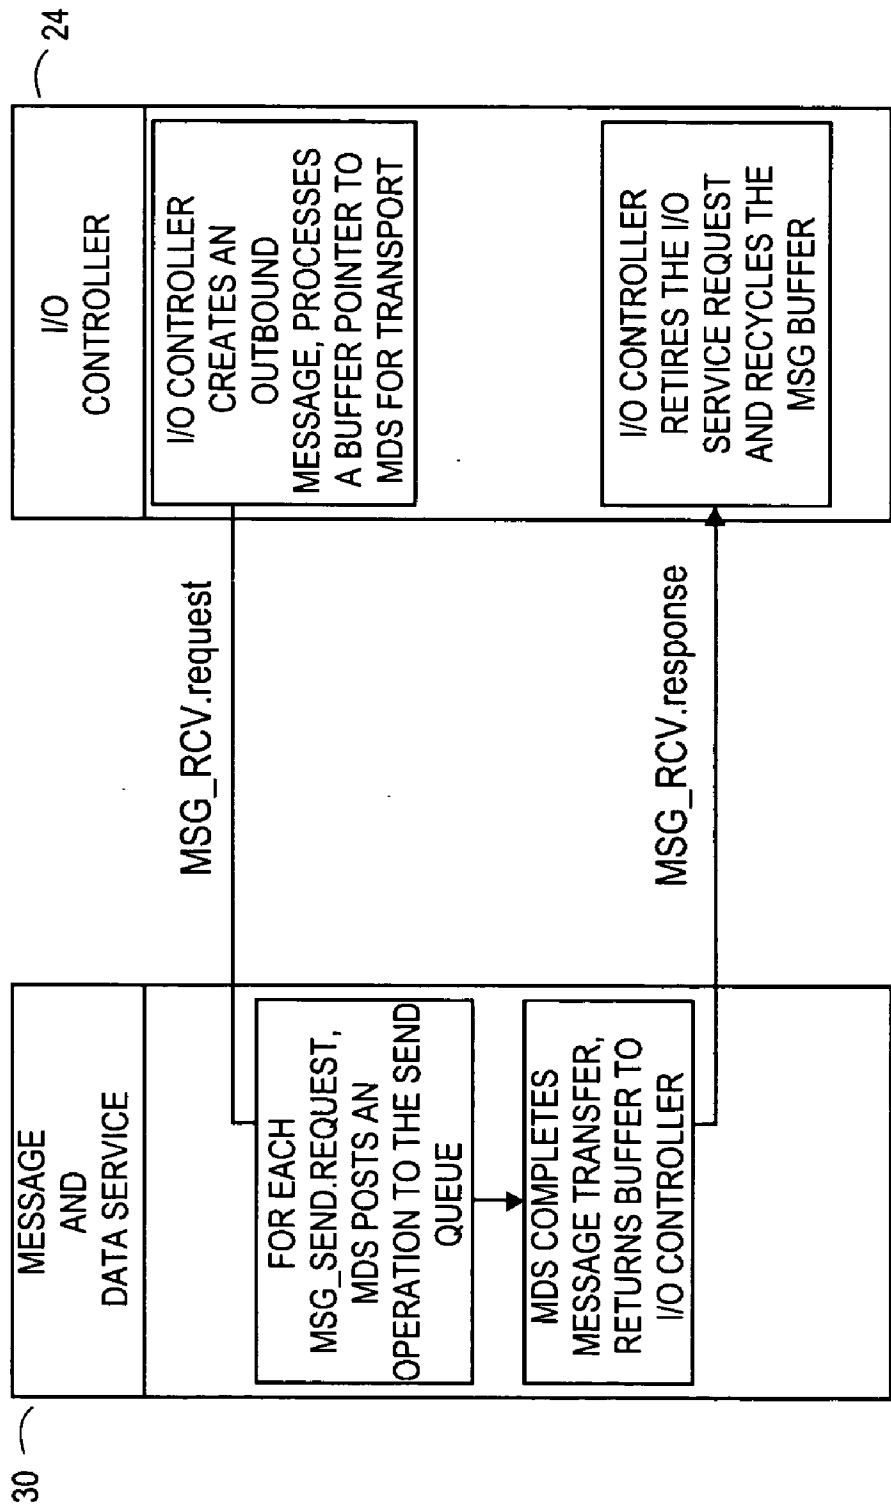 30
MESSAGE
AND
DATA SERVICE
FOR EACH
MSG_SEND.REQUEST,
MDS POSTS AN
OPERATION TO THE SEND
QUEUE
MDS COMPLETES
MESSAGE TRANSFER,
RETURNS BUFFER TO
I/O CONTROLLER
MSG_RCV.request
MSG_RCV.response
24
I/O
CONTROLLER
I/O CONTROLLER
CREATES AN
OUTBOUND
MESSAGE, PROCESSES
A BUFFER POINTER TO
MDS FOR TRANSPORT
I/O CONTROLLER
RETIRES THE I/O
SERVICE REQUEST
AND RECYCLES THE
MSG BUFFER